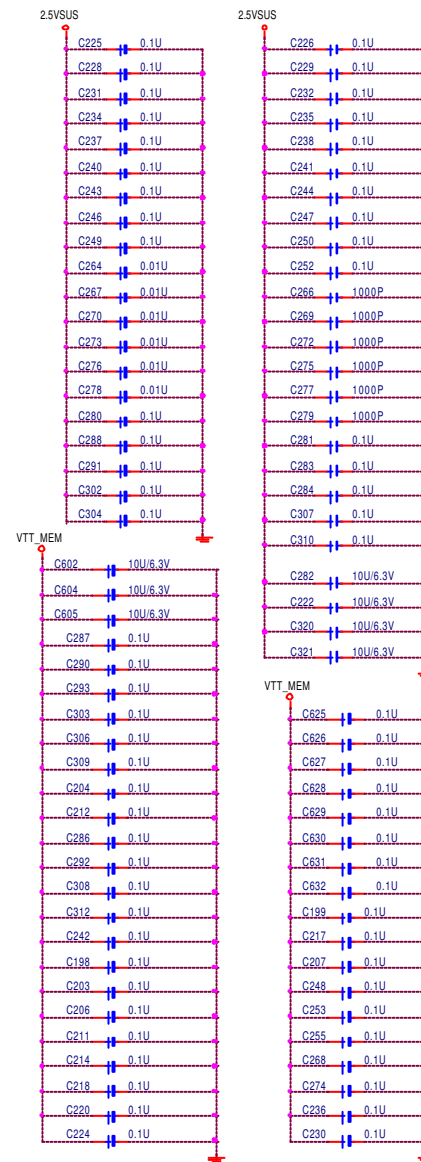 2.5VSUS
C225 0.1U
C228 0.1U
C231 0.1U
C234 0.1U
C237 0.1U
C240 0.1U
C243 0.1U
C246 0.1U
C249 0.1U
C264 0.01U
C267 0.01U
C270 0.01U
C273 0.01U
C276 0.01U
C278 0.01U
C280 0.1U
C288 0.1U
C291 0.1U
C302 0.1U
C304 0.1U
VTT_MEM
C602 10U/6.3V
C604 10U/6.3V
C605 10U/6.3V
C287 0.1U
C290 0.1U
C293 0.1U
C303 0.1U
C306 0.1U
C309 0.1U
C204 0.1U
C212 0.1U
C286 0.1U
C292 0.1U
C308 0.1U
C312 0.1U
C242 0.1U
C198 0.1U
C203 0.1U
C206 0.1U
C211 0.1U
C214 0.1U
C218 0.1U
C220 0.1U
C224 0.1U
2.5VSUS
C226 0.1U
C229 0.1U
C232 0.1U
C235 0.1U
C238 0.1U
C241 0.1U
C244 0.1U
C247 0.1U
C250 0.1U
C252 0.1U
C266 1000P
C269 1000P
C272 1000P
C275 1000P
C277 1000P
C279 1000P
C281 0.1U
C283 0.1U
C284 0.1U
C307 0.1U
C310 0.1U
C282 10U/6.3V
C222 10U/6.3V
C320 10U/6.3V
C321 10U/6.3V
VTT_MEM
C625 0.1U
C626 0.1U
C627 0.1U
C628 0.1U
C629 0.1U
C630 0.1U
C631 0.1U
C632 0.1U
C199 0.1U
C217 0.1U
C207 0.1U
C248 0.1U
C253 0.1U
C255 0.1U
C268 0.1U
C274 0.1U
C236 0.1U
C230 0.1U